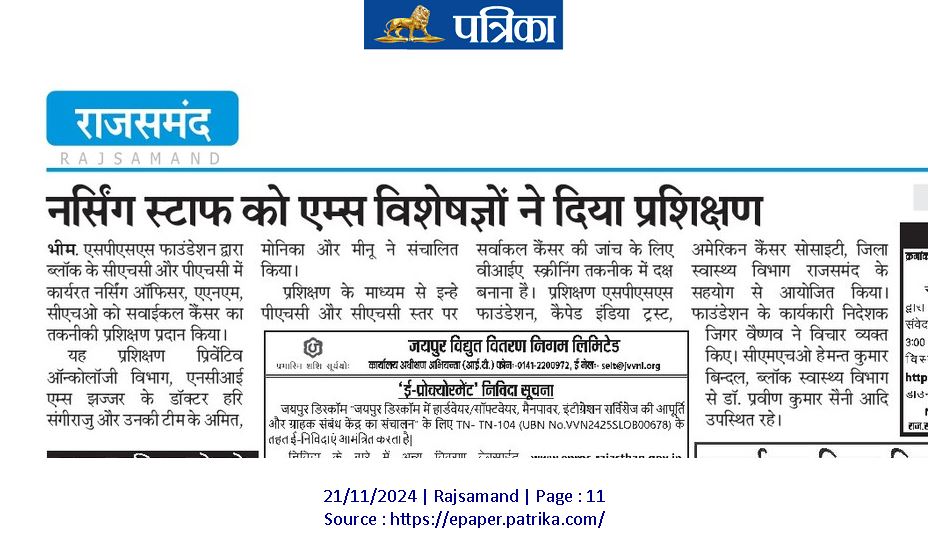 पत्रिका
राजसमंद
RAJSAMAND
नर्सिंग स्टाफ को एम्स विशेषज्ञों ने दिया प्रशिक्षण
भीम. एसपीएसएस फाउंडेशन द्वारा
ब्लॉक के सीएचसी और पीएचसी में
कार्यरत नर्सिंग ऑफिसर, एएनएम,
सीएचओ को सवाईकल कैंसर का
तकनीकी प्रशिक्षण प्रदान किया।
यह प्रशिक्षण प्रिवेंटिव
ऑन्कोलॉजी विभाग, एनसीआई
एम्स झज्जर के डॉक्टर हरि
संगीराजु और उनकी टीम के अमित,
मोनिका और मीनू ने संचालित
किया।
प्रशिक्षण के माध्यम से इन्हे
पीएचसी और सीएचसी स्तर पर
सर्वाकल कैंसर की जांच के लिए
वीआईए स्क्रीनिंग तकनीक में दक्ष
बनाना है। प्रशिक्षण एसपीएसएस
फाउंडेशन, कैंपेड इंडिया ट्रस्ट,
अमेरिकन कैंसर सोसाइटी, जिला
स्वास्थ्य विभाग राजसमंद के
सहयोग से आयोजित किया।
फाउंडेशन के कार्यकारी निदेशक
जिगर वैष्णव ने विचार व्यक्त
किए। सीएमएचओ हेमन्त कुमार
बिन्दल, ब्लॉक स्वास्थ्य विभाग
से डॉ. प्रवीण कुमार सैनी आदि
उपस्थित रहे।
जयपुर विद्युत वितरण निगम लिमिटेड
कार्यालय अधीक्षण अभियन्ता (आई.टी.) फोन:-0141-2200972, ई मेल:- seit@jvvnl.org
'ई-प्रोक्योरमेंट' निविदा सूचना
जयपुर डिस्कॉम "जयपुर डिस्कॉम में हार्डवेयर/सॉफ्टवेयर, मैनपावर, इंटीग्रेशन सर्विसेज की आपूर्ति
और ग्राहक संबंध केंद्र का संचालन" के लिए TN- TN-104 (UBN No.VVN2425SLOB00678) के
तहत ई-निविदाएं आमंत्रित करता है|
3:00
http
21/11/2024 | Rajsamand | Page : 11
Source : https://epaper.patrika.com/